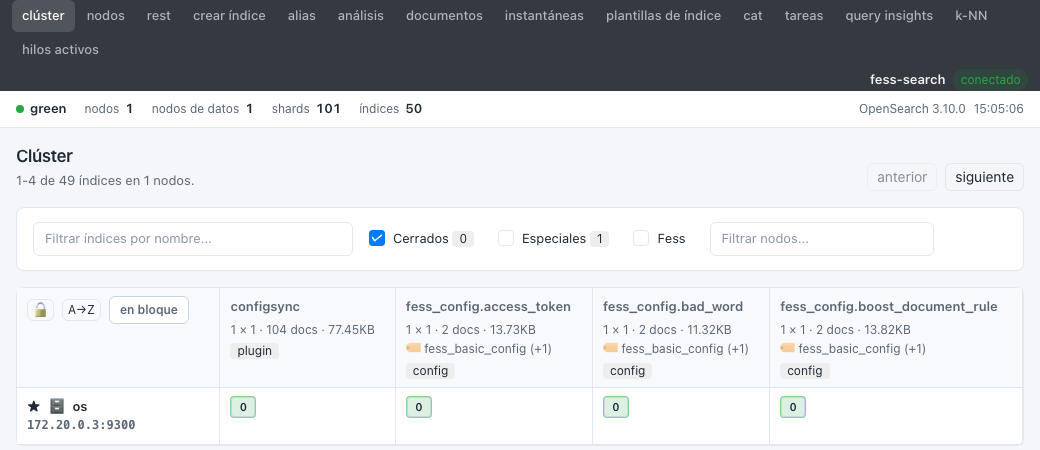 clúster nodos rest crear índice alias análisis documentos instantáneas plantillas de índice cat tareas query insights k-NN
hilos activos
fess-search conectado
green nodos 1 nodos de datos 1 shards 101 índices 50 OpenSearch 3.10.0 15:05:06
Clúster
1-4 de 49 índices en 1 nodos.
anterior siguiente
Filtrar índices por nombre... Cerrados 0 Especiales 1 Fess Filtrar nodos...
A→Z en bloque
configsync fess_config.access_token fess_config.bad_word fess_config.boost_document_rule
1 × 1 · 104 docs · 77.45KB 1 × 1 · 2 docs · 13.73KB 1 × 1 · 2 docs · 11.32KB 1 × 1 · 2 docs · 13.82KB
plugin fess_basic_config (+1) fess_basic_config (+1) fess_basic_config (+1)
config config config
os 0 0 0 0
172.20.0.3:9300